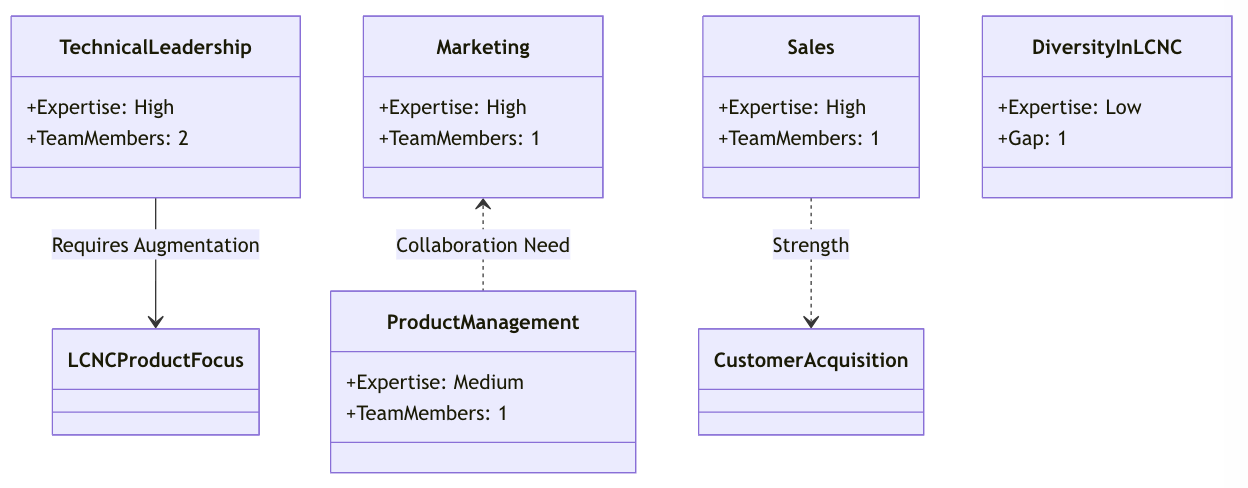 TechnicalLeadership
+Expertise: High
+TeamMembers: 2
Marketing
+Expertise: High
+TeamMembers: 1
Sales
+Expertise: High
+TeamMembers: 1
DiversityInLCNC
+Expertise: Low
+Gap: 1
Requires Augmentation
Collaboration Need
Strength
LCNCProductFocus
ProductManagement
+Expertise: Medium
+TeamMembers: 1
CustomerAcquisition